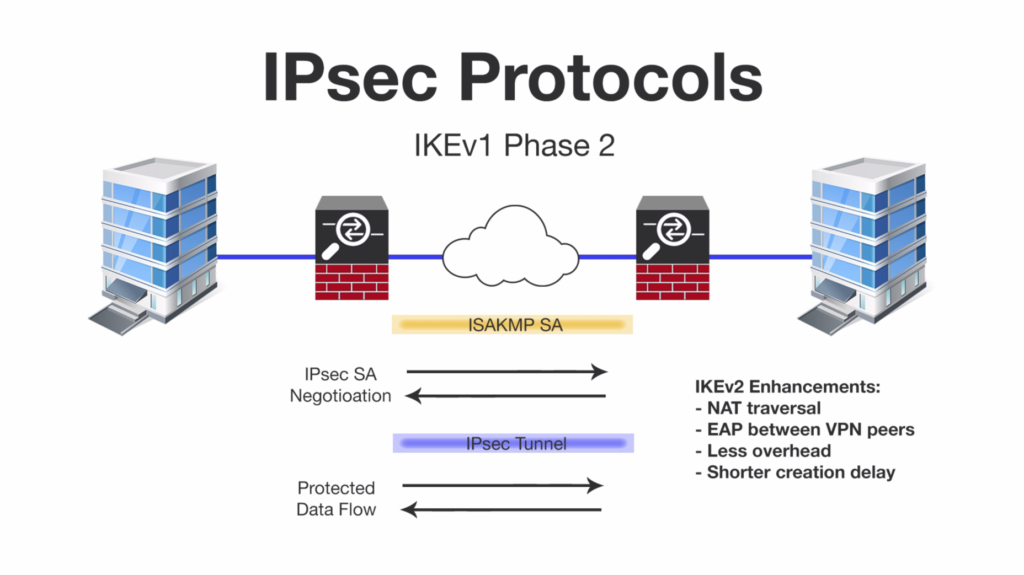 IPsec Protocols
IKEv1 Phase 2
ISAKMP SA
IPsec SA
Negotioation
IPsec Tunnel
Protected
Data Flow
IKEv2 Enhancements:
- NAT traversal
- EAP between VPN peers
- Less overhead
- Shorter creation delay